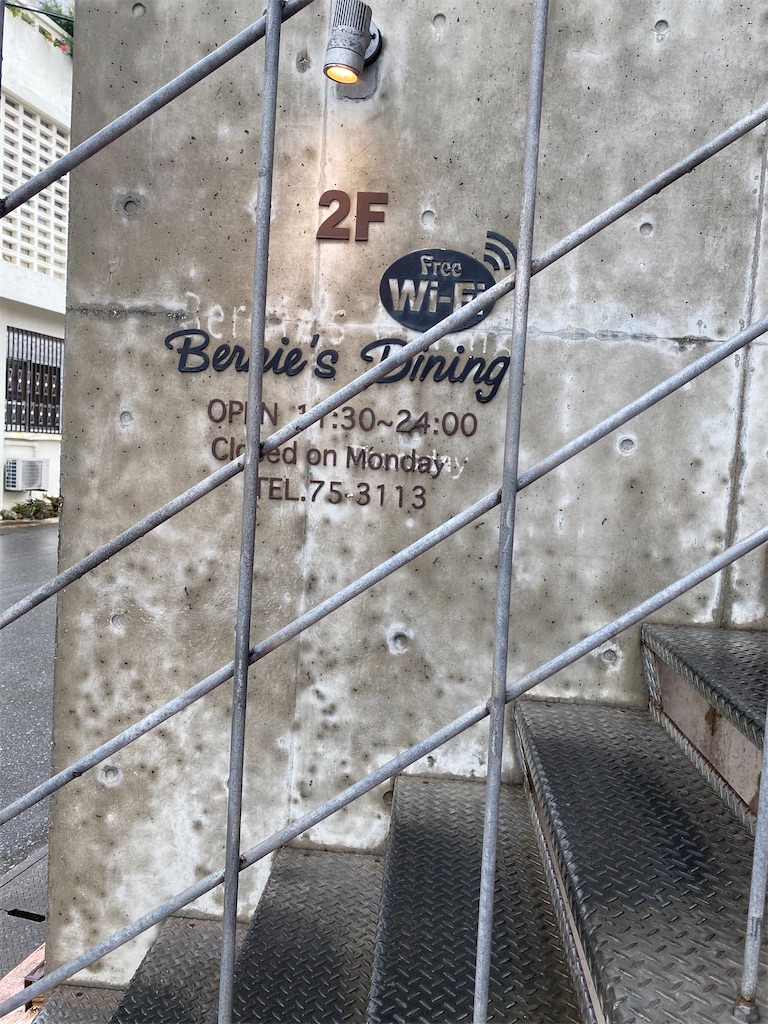 2F
Free
Wi-Fi
Bernie's Dining
OPEN 11:30~24:00
Closed on Monday
TEL.75-3113